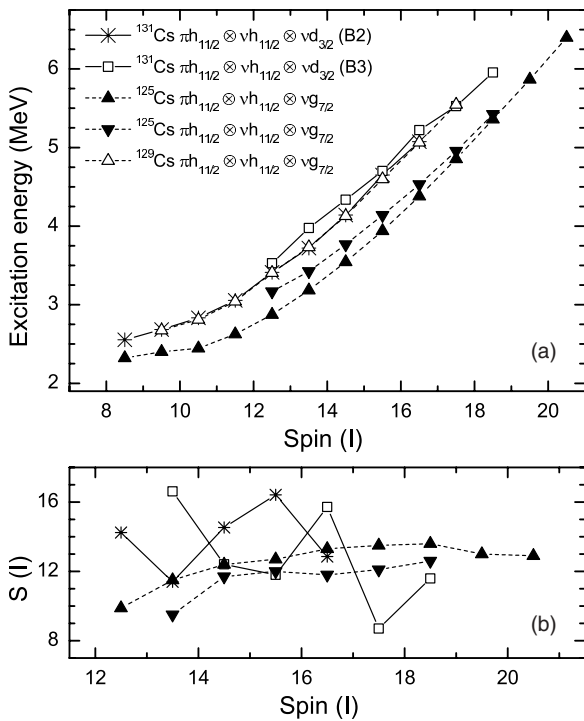 ¹³¹Cs πh₁₁/₂ ⊗ νh₁₁/₂ ⊗ νd₃/₂ (B2)
¹³¹Cs πh₁₁/₂ ⊗ νh₁₁/₂ ⊗ νd₃/₂ (B3)
¹²⁵Cs πh₁₁/₂ ⊗ νh₁₁/₂ ⊗ νg₇/₂
¹²⁵Cs πh₁₁/₂ ⊗ νh₁₁/₂ ⊗ νg₇/₂
¹²⁹Cs πh₁₁/₂ ⊗ νh₁₁/₂ ⊗ νg₇/₂
Excitation energy (MeV)
6
5
4
3
2
(a)
8 10 12 14 16 18 20
Spin (I)
S (I)
16
12
8
(b)
12 14 16 18 20
Spin (I)